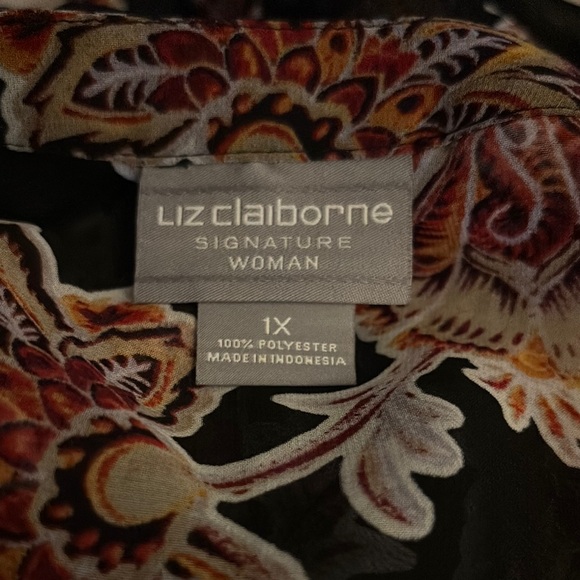 LIZ claiborne
SIGNATURE
WOMAN
1X
100% POLYESTER
MADE IN INDONESIA